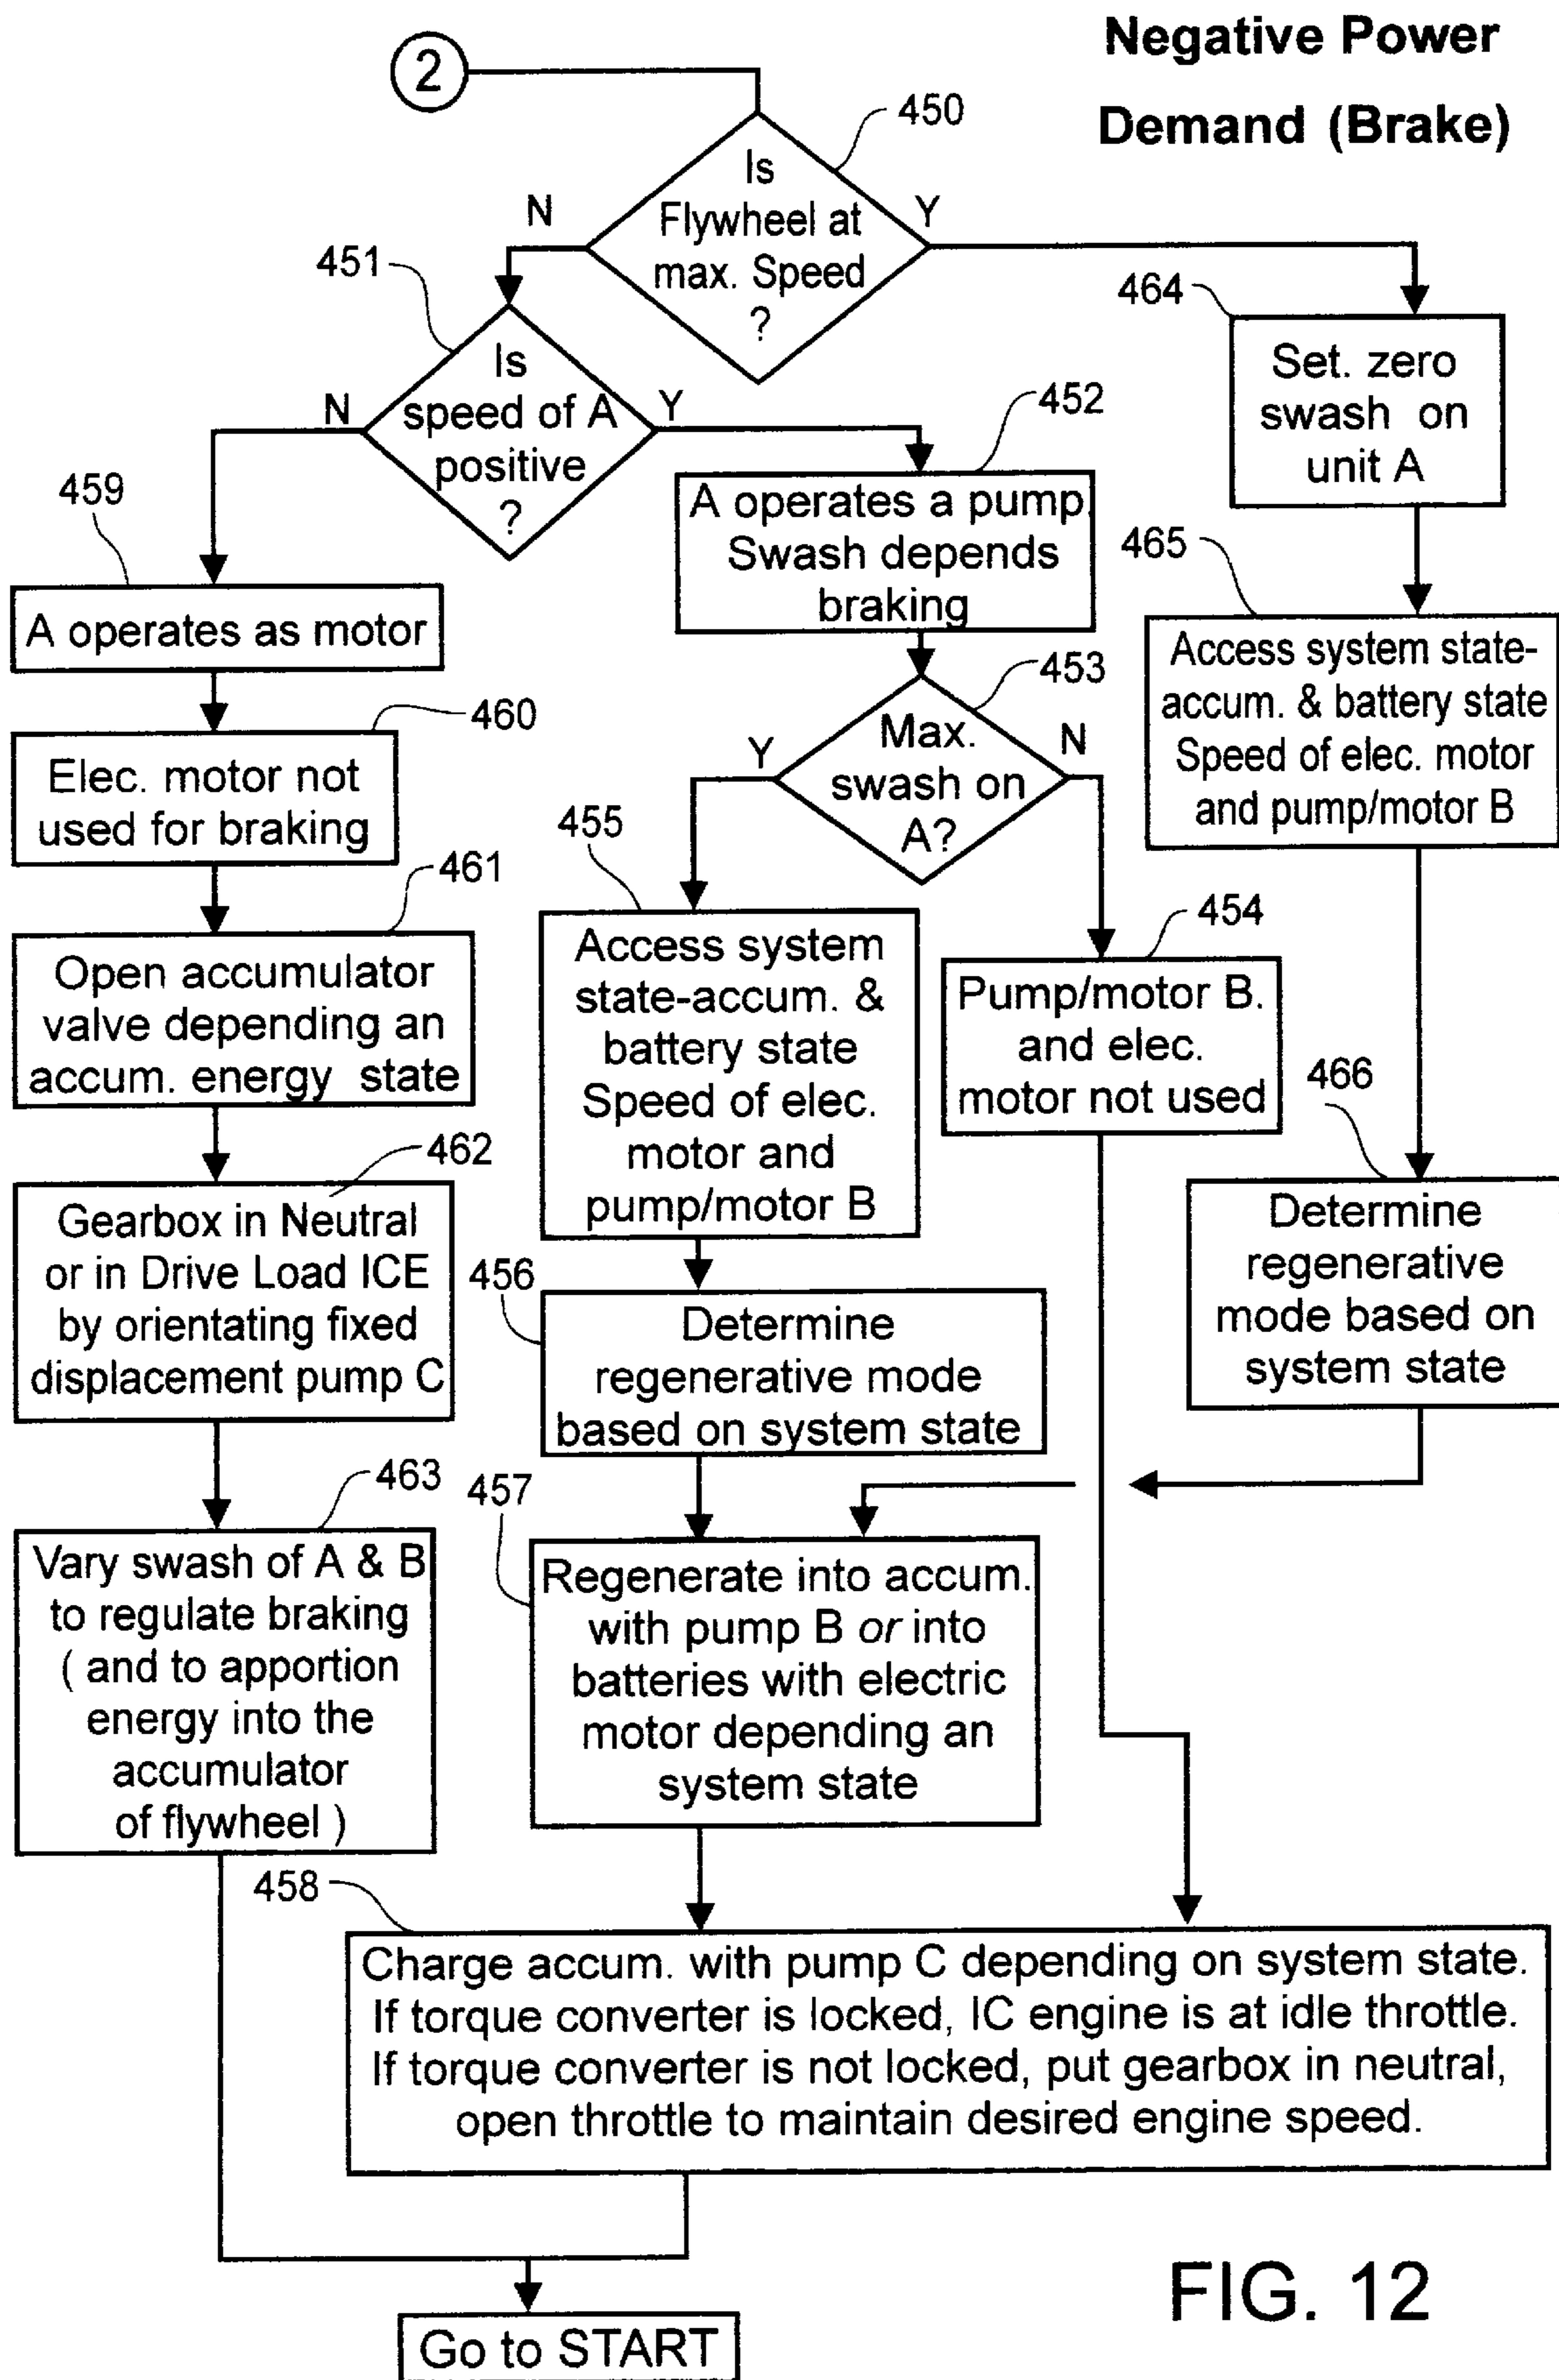 Negative Power
Demand (Brake)
2
450
Is
Flywheel at
max. Speed
?
N
Y
451
Is
speed of A
positive
?
N
Y
464
Set. zero
swash on
unit A
452
A operates a pump
Swash depends
braking
459
A operates as motor
465
Access system state-
accum. & battery state
Speed of elec. motor
and pump/motor B
453
Max.
swash on
A?
Y
N
460
Elec. motor not
used for braking
455
Access system
state-accum. &
battery state
Speed of elec.
motor and
pump/motor B
454
Pump/motor B.
and elec.
motor not used
461
Open accumulator
valve depending an
accum. energy state
466
Determine
regenerative
mode based on
system state
462
Gearbox in Neutral
or in Drive Load ICE
by orientating fixed
displacement pump C
456
Determine
regenerative mode
based on system state
463
Vary swash of A & B
to regulate braking
( and to apportion
energy into the
accumulator
of flywheel )
457
Regenerate into accum.
with pump B or into
batteries with electric
motor depending an
system state
458
Charge accum. with pump C depending on system state.
If torque converter is locked, IC engine is at idle throttle.
If torque converter is not locked, put gearbox in neutral,
open throttle to maintain desired engine speed.
Go to START
FIG. 12